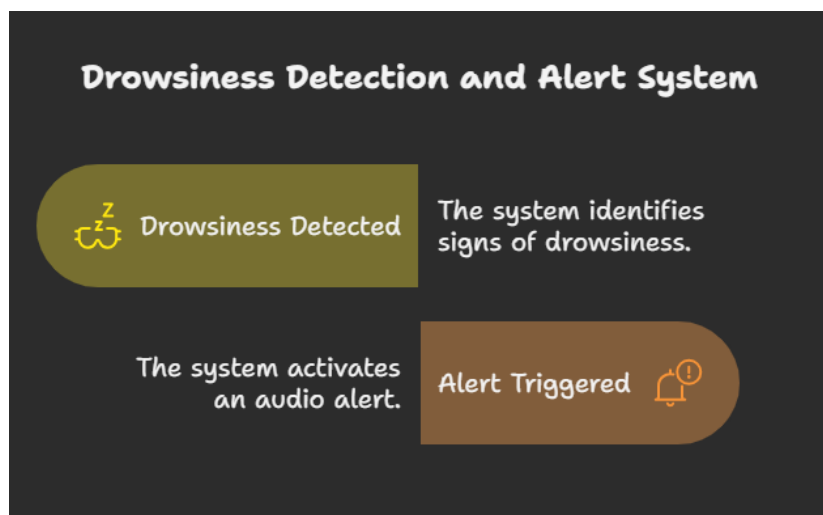 Drowsiness Detection and Alert System
Drowsiness Detected
The system identifies
signs of drowsiness.
The system activates
an audio alert.
Alert Triggered